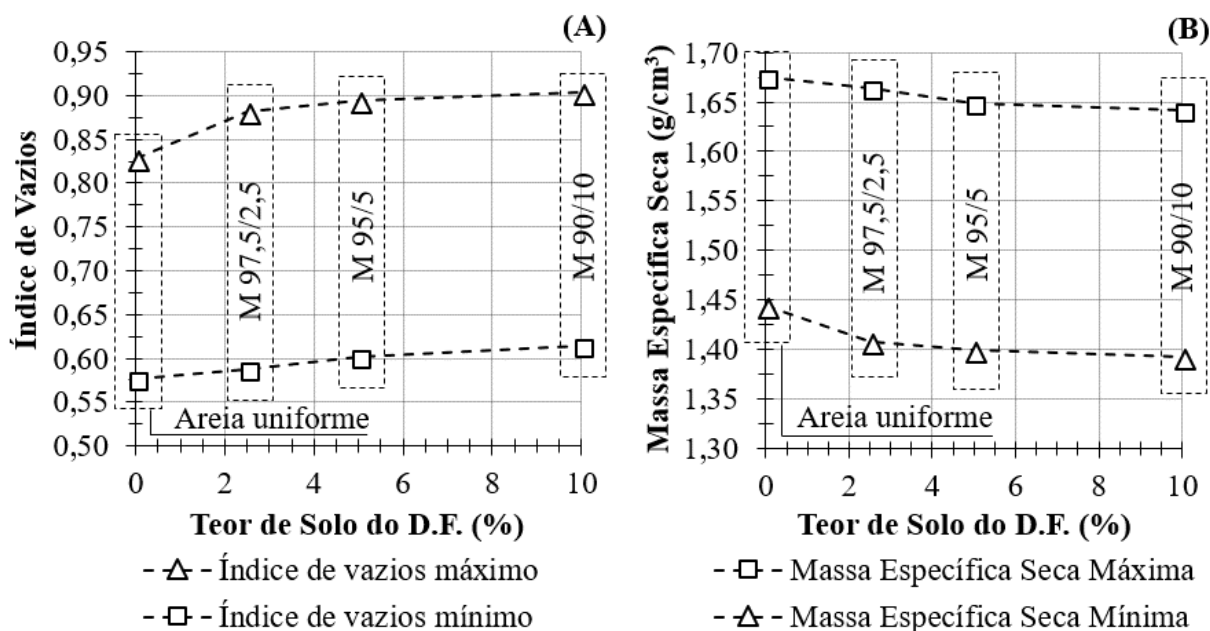 (A)
0,95
0,90
0,85
0,80
0,75
0,70
0,65
0,60
0,55
0,50
Índice de Vazios
M 97,5/2,5
M 95/5
M 90/10
Areia uniforme
0 2 4 6 8 10
Teor de Solo do D.F. (%)
Índice de vazios máximo
Índice de vazios mínimo
(B)
1,70
1,65
1,60
1,55
1,50
1,45
1,40
1,35
1,30
Massa Específica Seca (g/cm³)
M 97,5/2,5
M 95/5
M 90/10
Areia uniforme
0 2 4 6 8 10
Teor de Solo do D.F. (%)
Massa Específica Seca Máxima
Massa Específica Seca Mínima